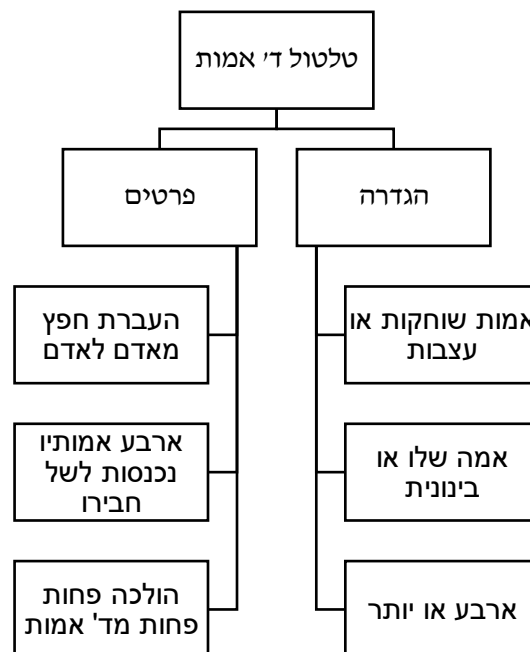 טלטול ד' אמות
הגדרה
פרטים
אמות שוחקות או
עצבות
אמה שלו או
בינונית
ארבע או יותר
העברת חפץ
מאדם לאדם
ארבע אמותיו
נכנסות לשל
חבירו
הולכה פחות
פחות מד' אמות